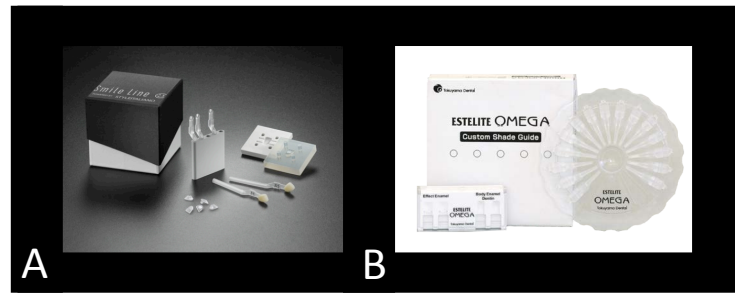 Smile Line
A
Tokuyama Dental
ESTELITE OMEGA
Custom Shade Guide
Effect Enamel
Body Enamel
Dentin
ESTELITE
OMEGA
Tokuyama Dental
ESTELITE
OMEGA
Tokuyama Dental
B